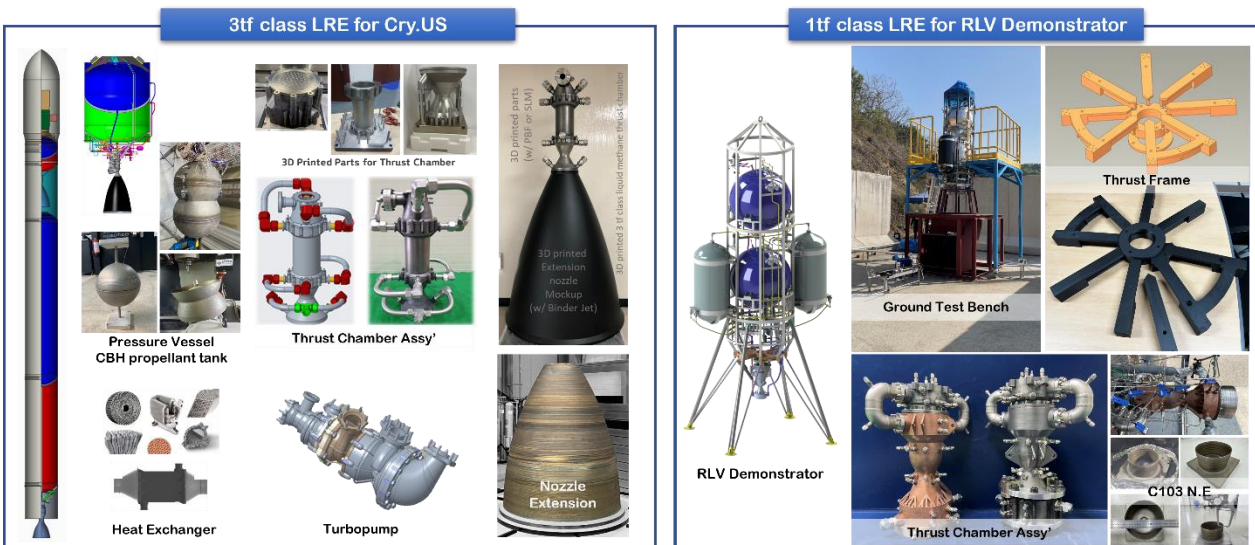 3tf class LRE for Cry.US
3D Printed Parts for Thrust Chamber
3D printed parts
(w/ PBF or SLM)
3D printed 3 tf class liquid methane thrust chamber
3D printed
Extension
nozzle
Mockup
(w/ Binder Jet)
Pressure Vessel
CBH propellant tank
Thrust Chamber Assy'
Heat Exchanger
Turbopump
Nozzle
Extension
1tf class LRE for RLV Demonstrator
RLV Demonstrator
Ground Test Bench
Thrust Frame
Thrust Chamber Assy'
C103 N.E